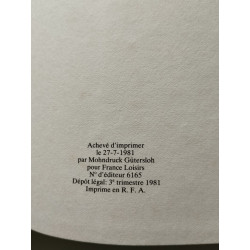 Achevé d'imprimer
le 27-7-1981
par Mohndruck Gütersloh
pour France Loisirs
N° d'éditeur 6165
Dépôt légal: 3e trimestre 1981
Imprime en R. F. A.